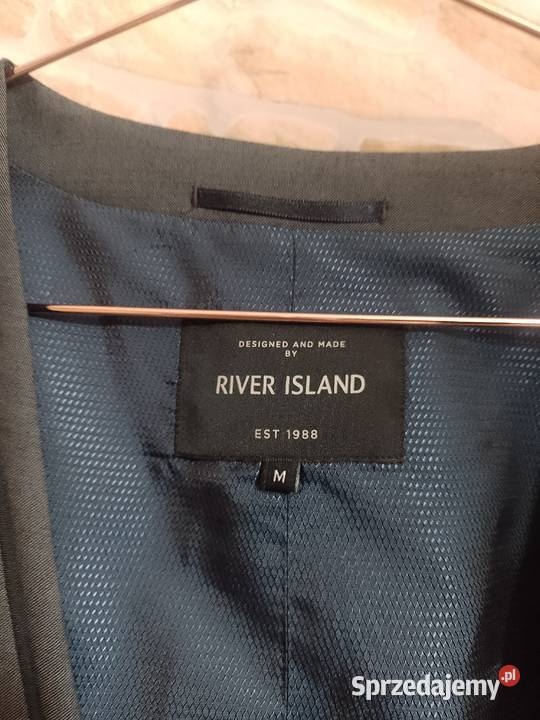 DESIGNED AND MADE
BY
RIVER ISLAND
EST 1988
M
Sprzedajemy.pl